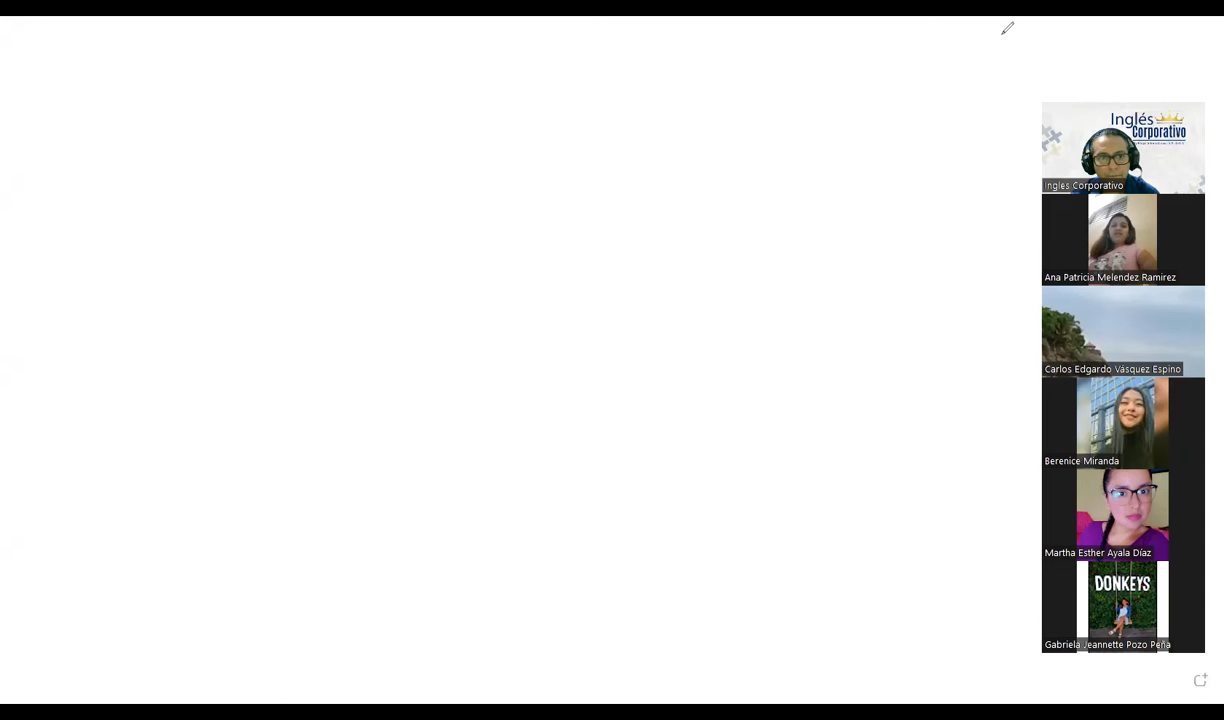 Inglés
Corporativo
Ingles Corporativo
Ana Patricia Melendez Ramirez
Carlos Edgardo Vásquez Espino
Berenice Miranda
Martha Esther Ayala Díaz
DONKEYS
Gabriela Jeannette Pozo Peña